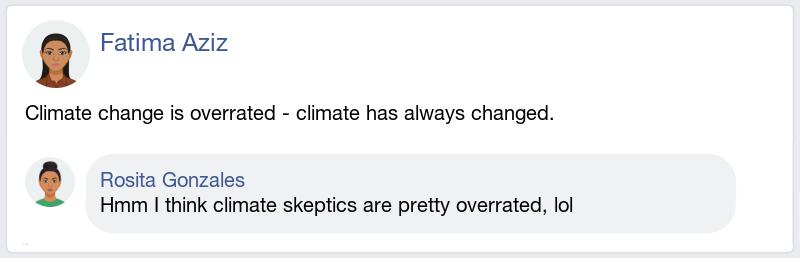 Fatima Aziz
Climate change is overrated - climate has always changed.
Rosita Gonzales
Hmm I think climate skeptics are pretty overrated, lol